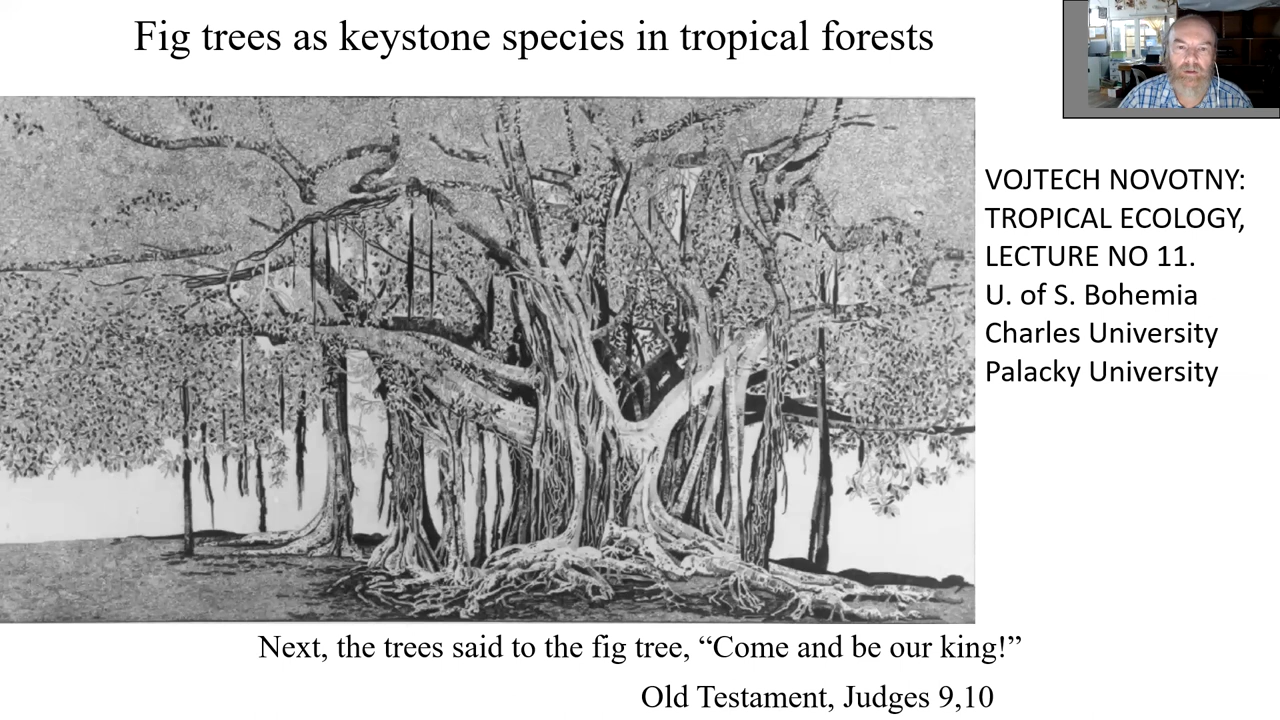 Fig trees as keystone species in tropical forests
VOJTECH NOVOTNY:
TROPICAL ECOLOGY,
LECTURE NO 11.
U. of S. Bohemia
Charles University
Palacky University
Next, the trees said to the fig tree, “Come and be our king!”
Old Testament, Judges 9,10